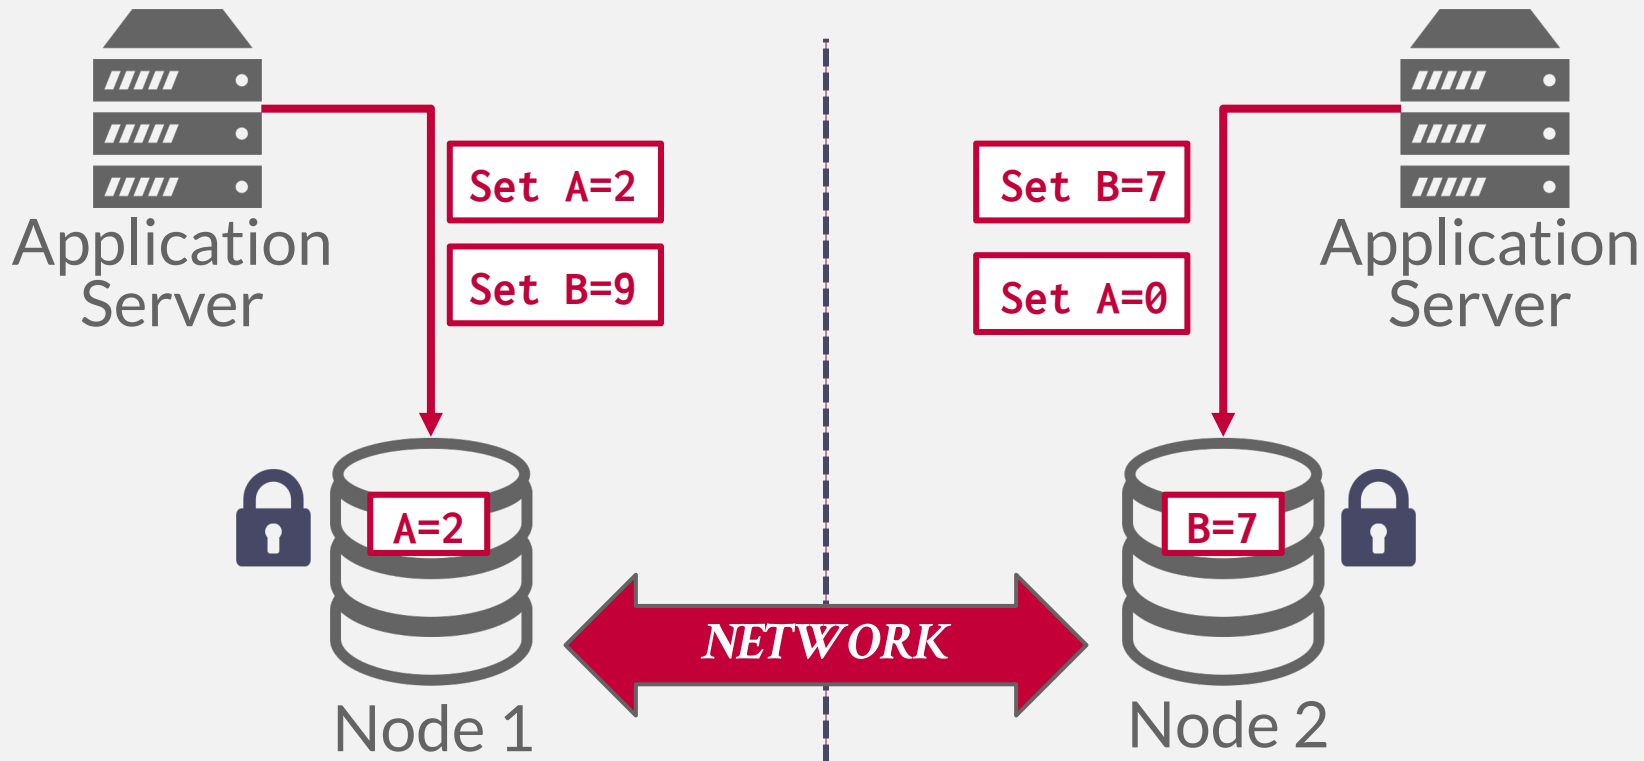 Set A=2
Set B=9
Set B=7
Set A=0
Application
Server
Application
Server
A=2
B=7
NETWORK
Node 1
Node 2